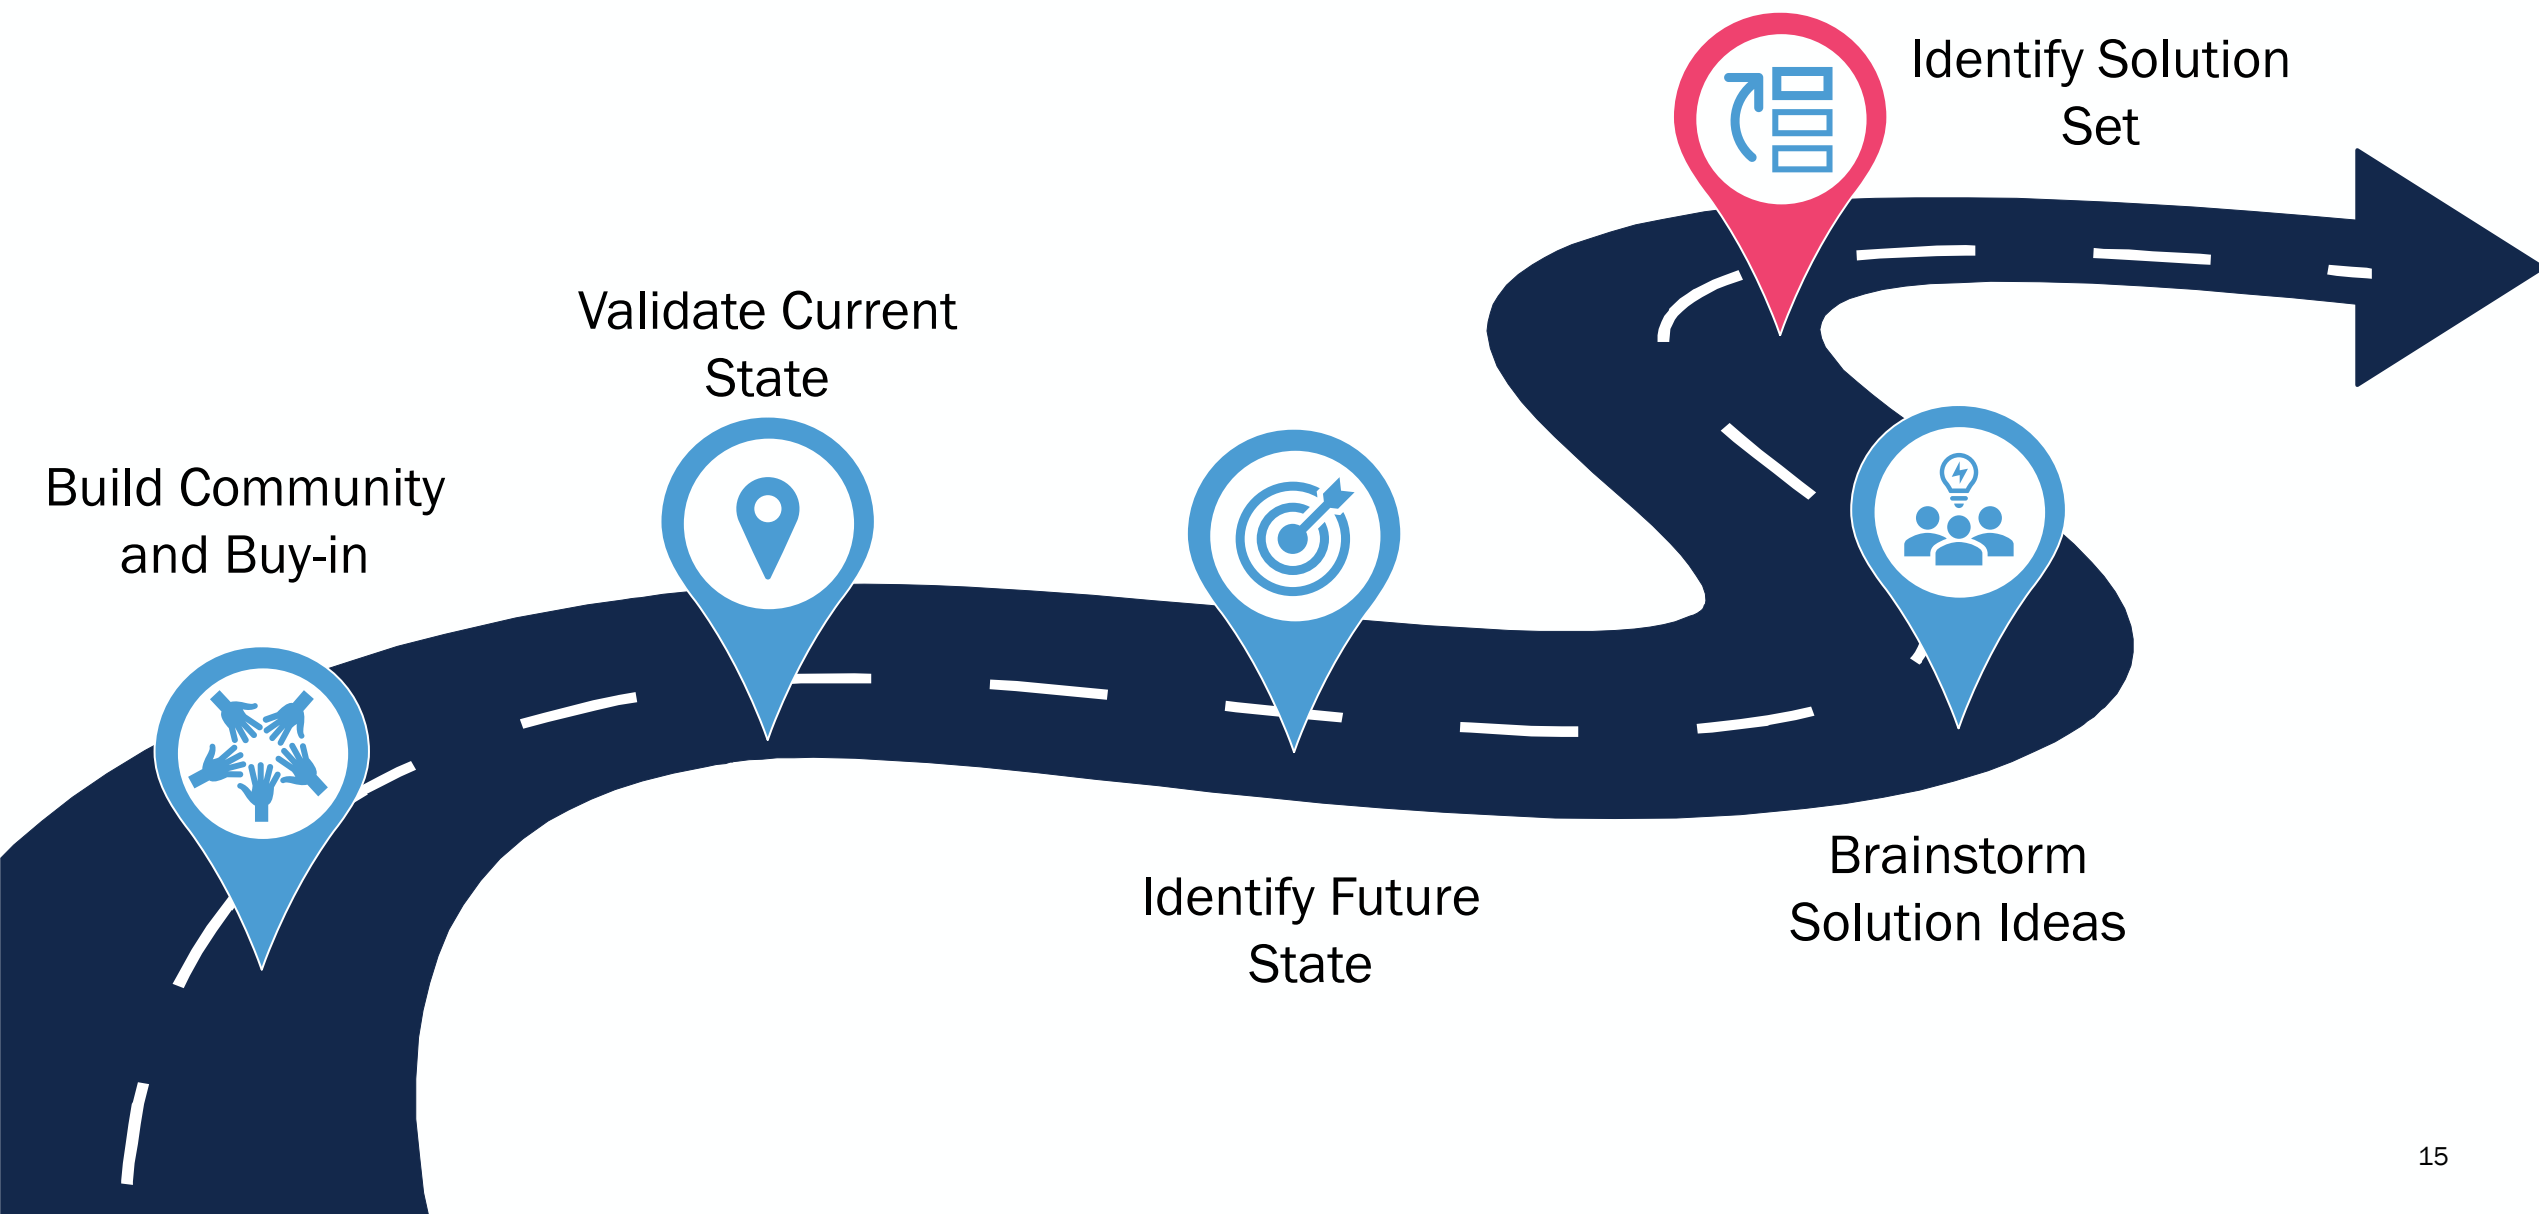 Build Community
and Buy-in
Validate Current
State
Identify Future
State
Brainstorm
Solution Ideas
Identify Solution
Set
15